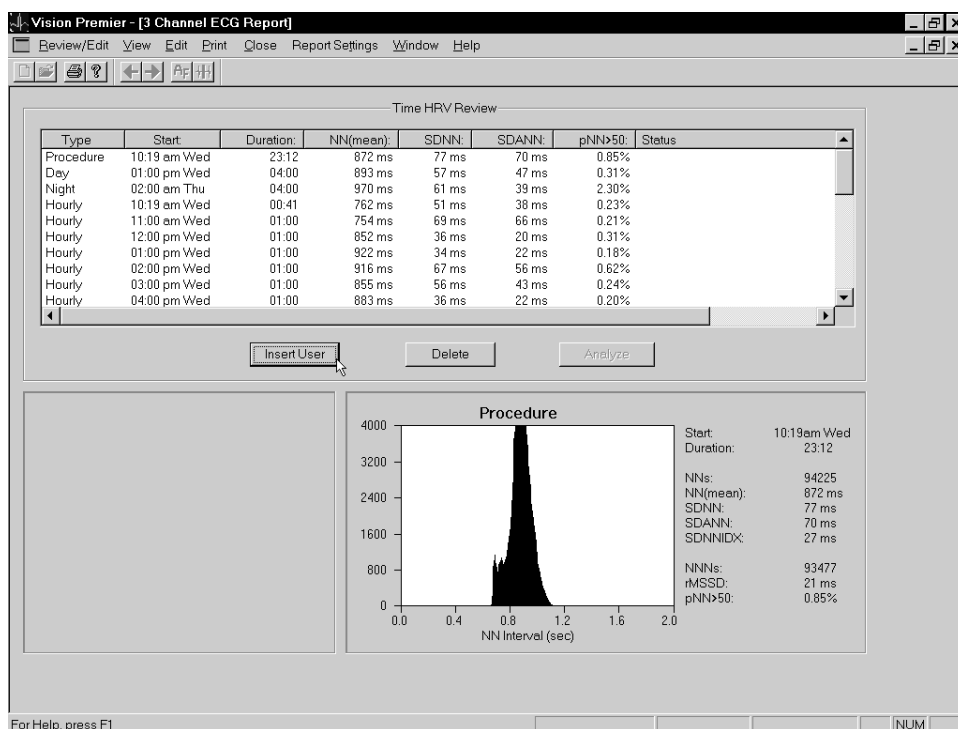 Vision Premier - [3 Channel ECG Report]
Review/Edit View Edit Print Close Report Settings Window Help
Time HRV Review
Type Start: Duration: NN(mean): SDNN: SDANN: pNN>50: Status
Procedure 10:19 am Wed 23:12 872 ms 77 ms 70 ms 0.85%
Day 01:00 pm Wed 04:00 893 ms 57 ms 47 ms 0.31%
Night 02:00 am Thu 04:00 970 ms 61 ms 39 ms 2.30%
Hourly 10:19 am Wed 00:41 762 ms 51 ms 38 ms 0.23%
Hourly 11:00 am Wed 01:00 754 ms 69 ms 66 ms 0.21%
Hourly 12:00 pm Wed 01:00 852 ms 36 ms 20 ms 0.31%
Hourly 01:00 pm Wed 01:00 922 ms 34 ms 22 ms 0.18%
Hourly 02:00 pm Wed 01:00 916 ms 67 ms 56 ms 0.62%
Hourly 03:00 pm Wed 01:00 855 ms 56 ms 43 ms 0.24%
Hourly 04:00 pm Wed 01:00 883 ms 36 ms 22 ms 0.20%
Insert User Delete Analyze
Procedure
4000
3200
2400
1600
800
0
0.0 0.4 0.8 1.2 1.6 2.0
NN Interval (sec)
Start: 10:19am Wed
Duration: 23:12
NNs: 94225
NN(mean): 872 ms
SDNN: 77 ms
SDANN: 70 ms
SDNNIDX: 27 ms
NNNs: 93477
rMSSD: 21 ms
pNN>50: 0.85%
For Help, press F1 NUM